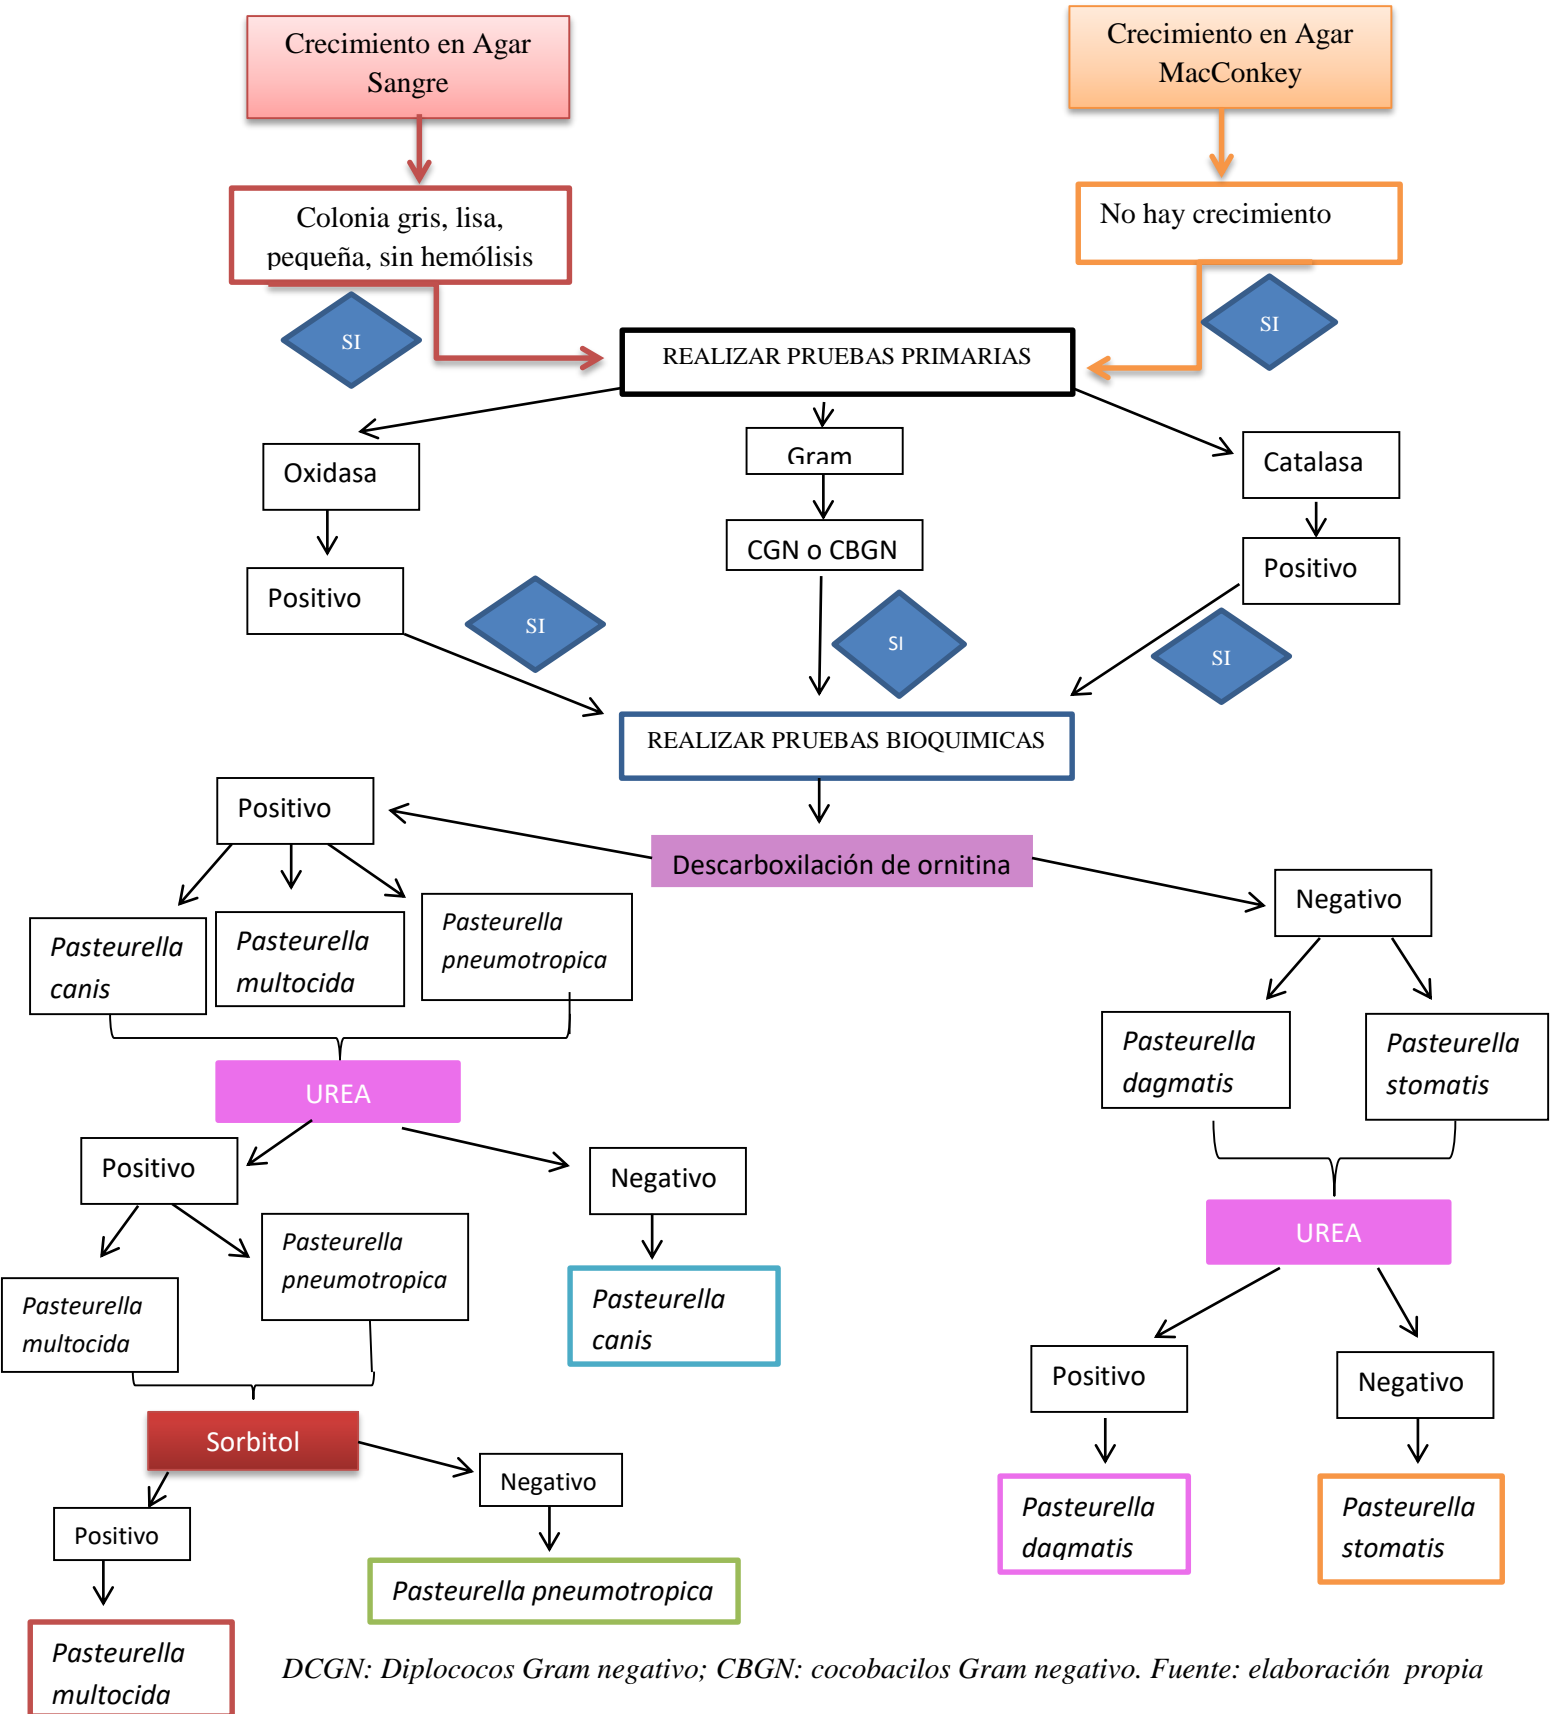 Crecimiento en Agar
Sangre
Crecimiento en Agar
MacConkey
Colonia gris, lisa,
pequeña, sin hemólisis
No hay crecimiento
SI
SI
REALIZAR PRUEBAS PRIMARIAS
Oxidasa
Gram
Catalasa
CGN o CBGN
Positivo
Positivo
SI
SI
SI
REALIZAR PRUEBAS BIOQUIMICAS
Positivo
Descarboxilación de ornitina
Negativo
Pasteurella
canis
Pasteurella
multocida
Pasteurella
pneumotropica
Pasteurella
dagmatis
Pasteurella
stomatis
UREA
Positivo
Negativo
UREA
Pasteurella
multocida
Pasteurella
pneumotropica
Pasteurella
canis
Positivo
Negativo
Sorbitol
Negativo
Positivo
Pasteurella
dagmatis
Pasteurella
stomatis
Pasteurella pneumotropica
Pasteurella
multocida
DCGN: Diplococos Gram negativo; CBGN: cocobacilos Gram negativo. Fuente: elaboración propia